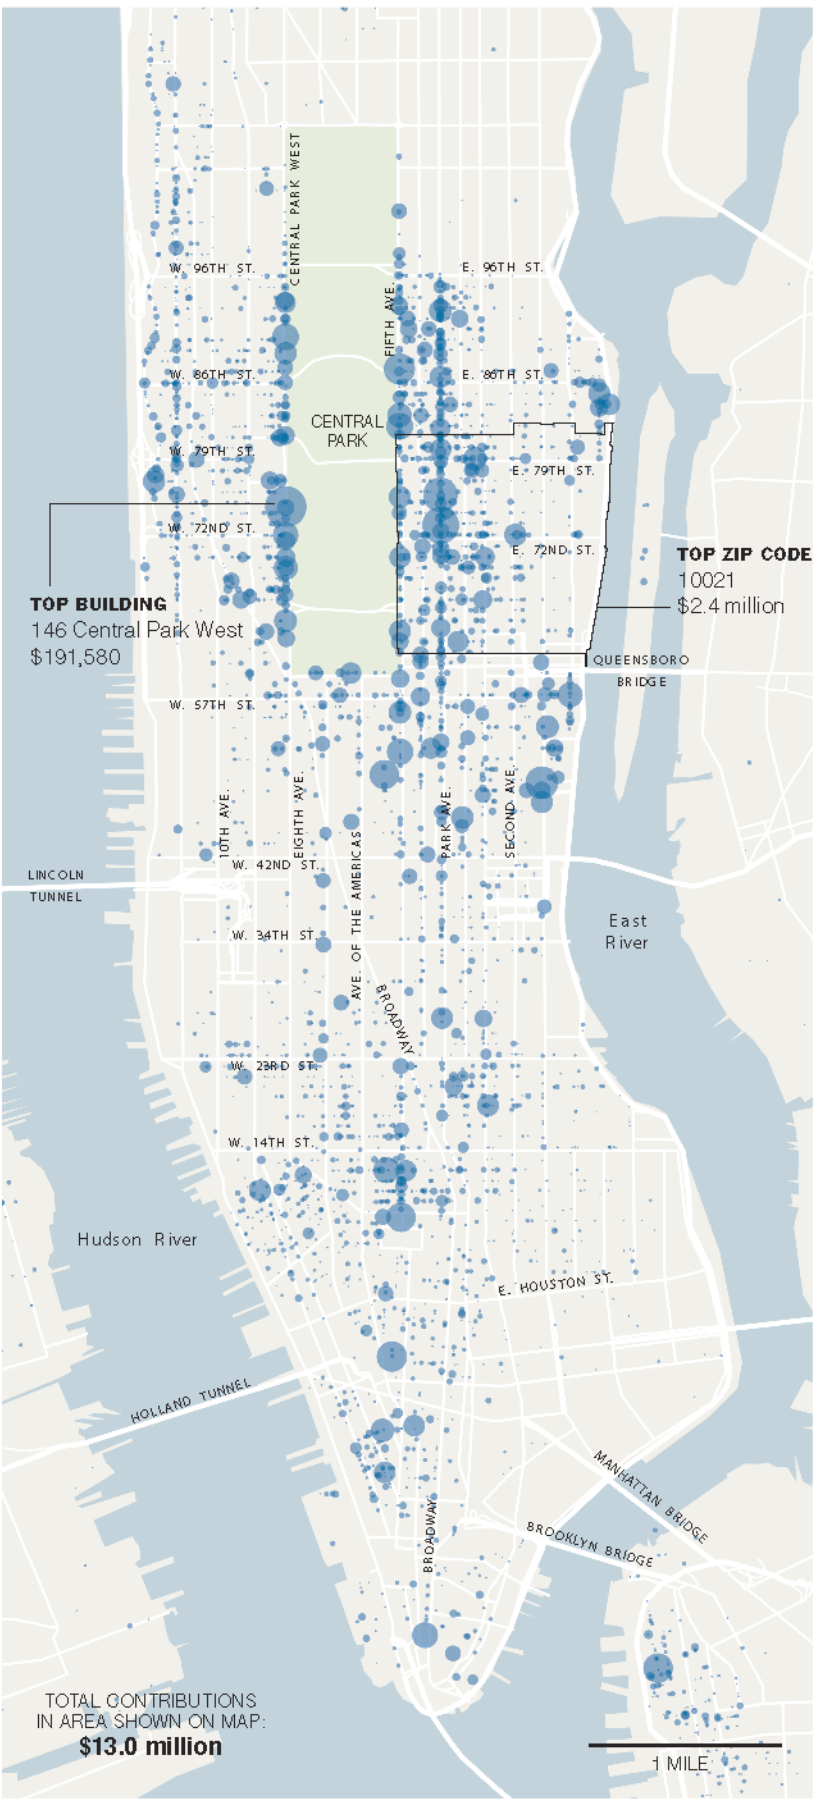 CENTRAL PARK WEST
W. 96TH ST.
E. 96TH ST.
FIFTH AVE.
W. 86TH ST.
E. 86TH ST.
CENTRAL
PARK
W. 79TH ST.
E. 79TH ST.
W. 72ND ST.
E. 72ND ST.
TOP ZIP CODE
10021
$2.4 million
TOP BUILDING
146 Central Park West
$191,580
QUEENSBORO
BRIDGE
W. 57TH ST.
10TH AVE.
EIGHTH AVE.
AVE. OF THE AMERICAS
PARK AVE.
SECOND AVE.
W. 42ND ST.
LINCOLN
TUNNEL
East
River
W. 34TH ST.
BROADWAY
W. 23RD ST.
W. 14TH ST.
Hudson River
E. HOUSTON ST.
HOLLAND TUNNEL
MANHATTAN BRIDGE
BROOKLYN BRIDGE
BROADWAY
TOTAL CONTRIBUTIONS
IN AREA SHOWN ON MAP:
$13.0 million
1 MILE